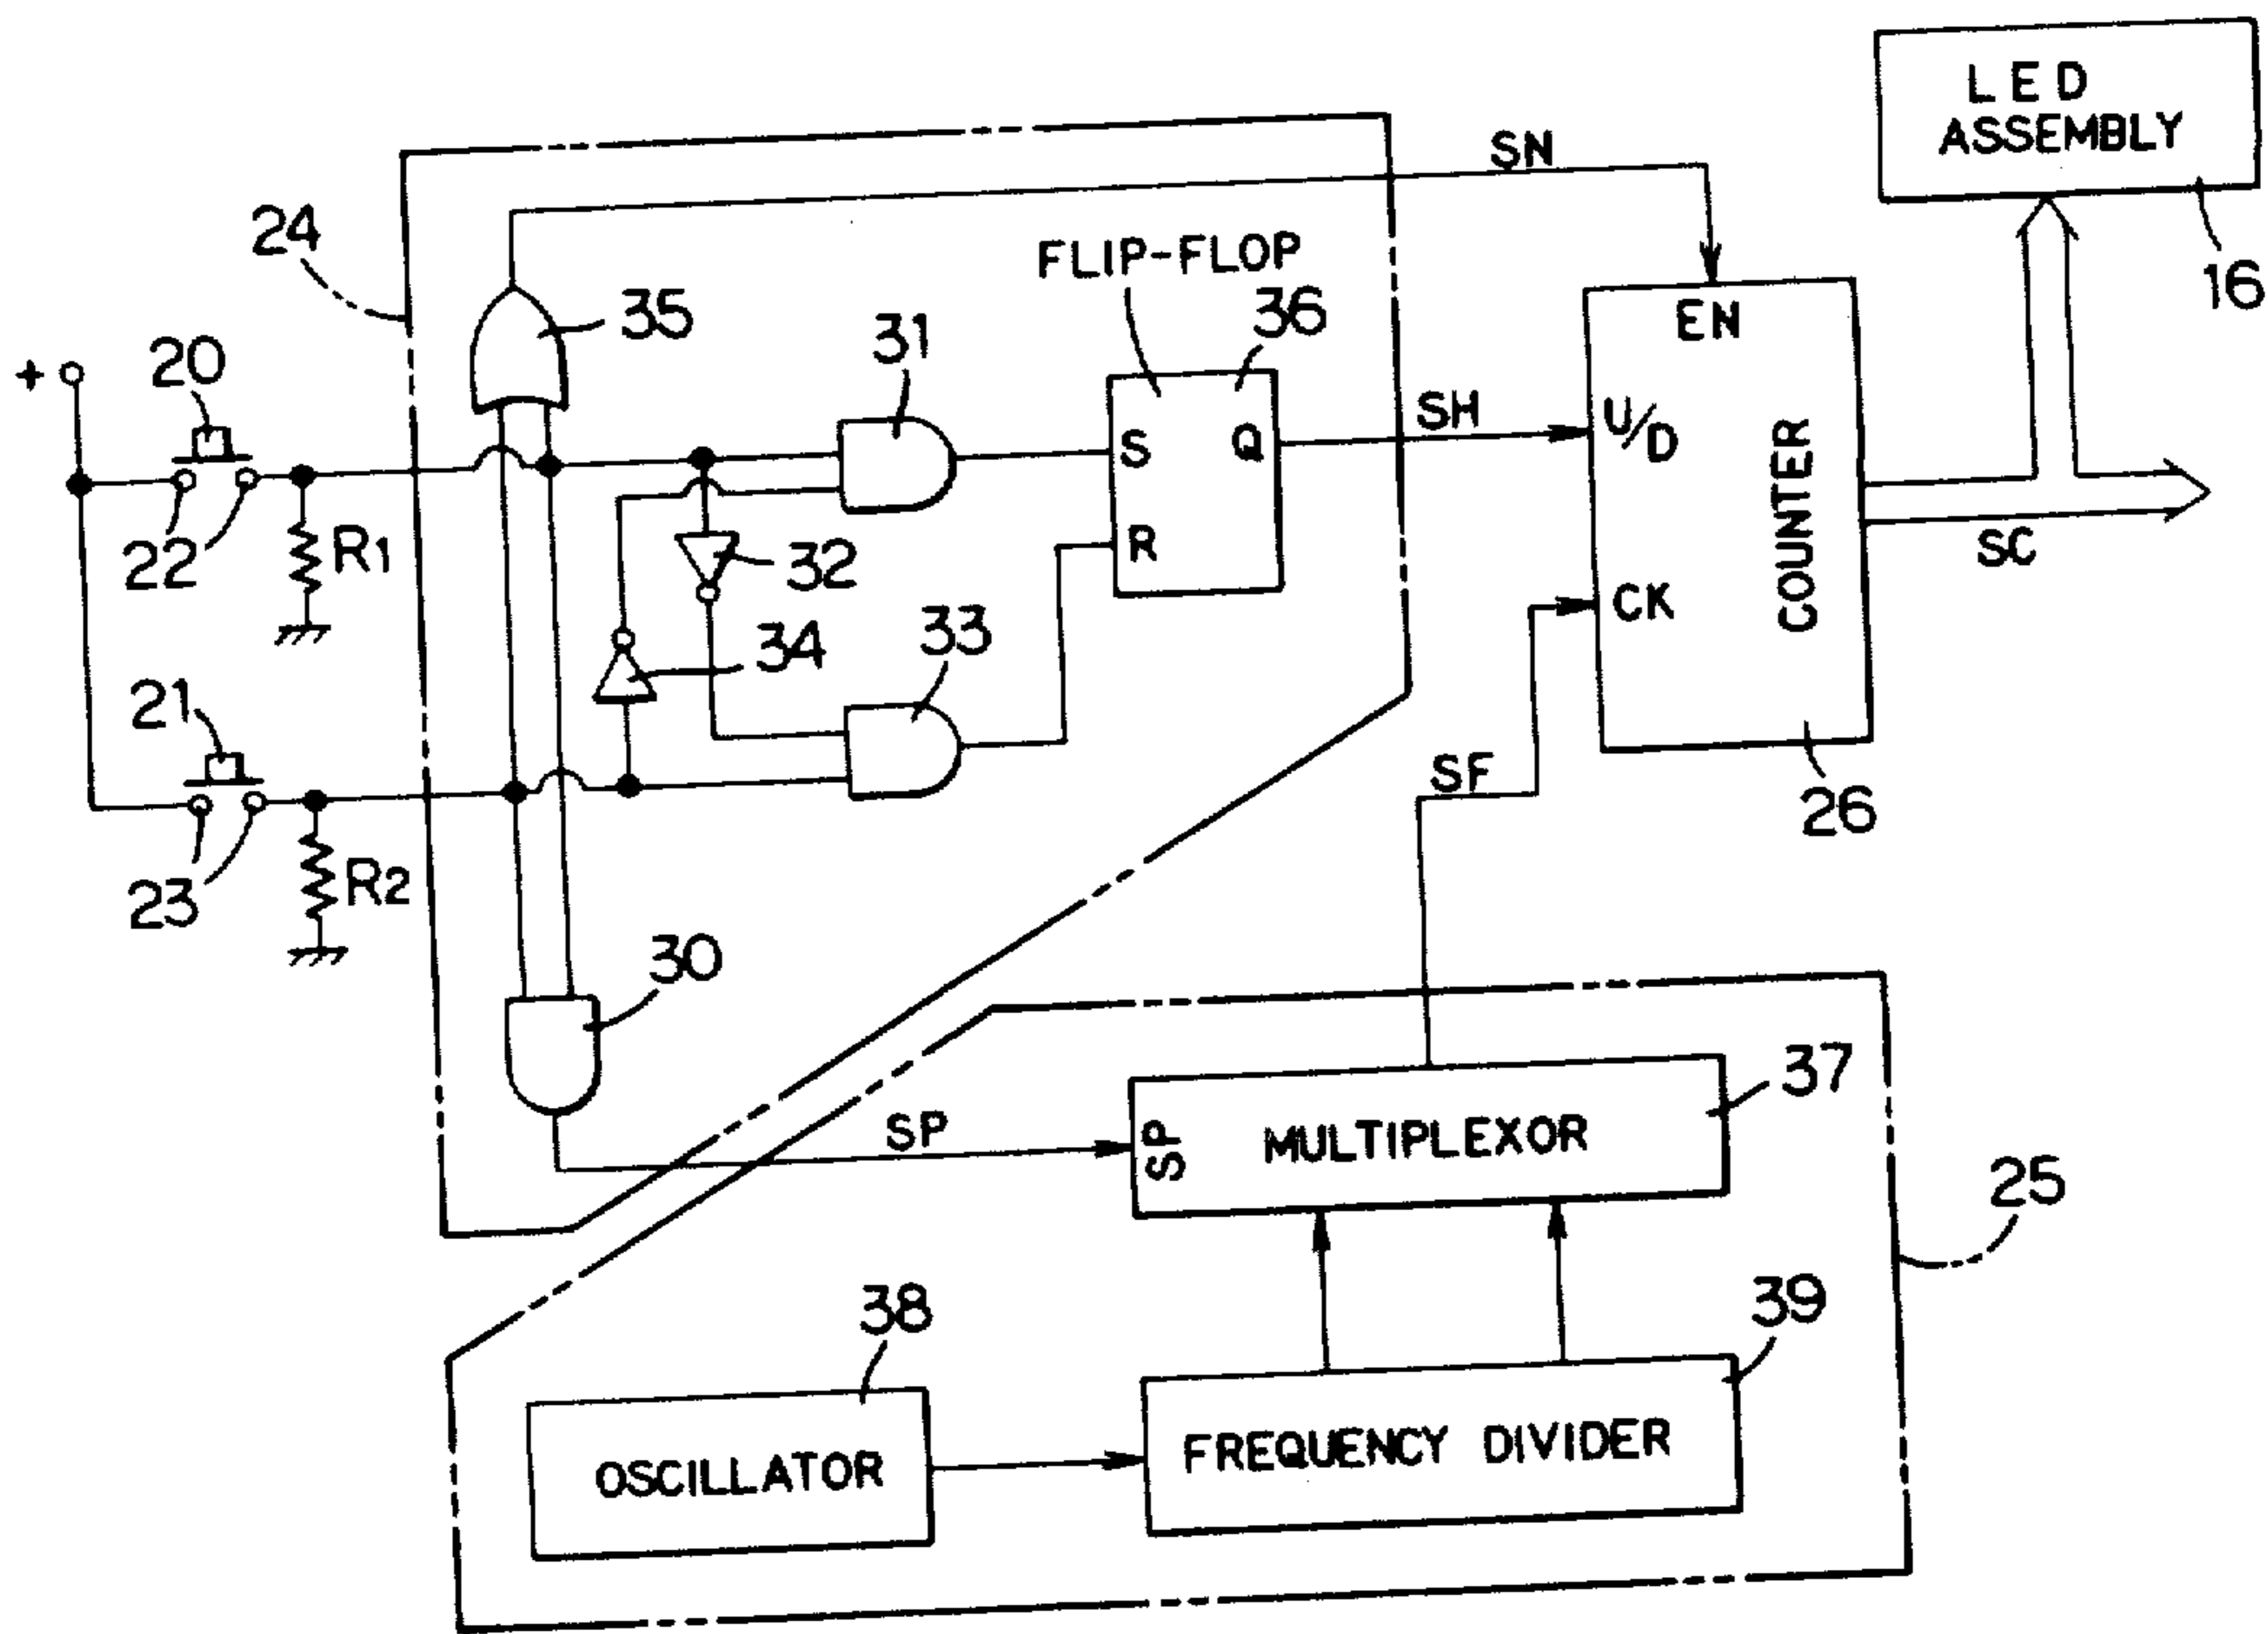 LED
ASSEMBLY
16
SN
24
FLIP-FLOP
35
31
36
EN
+
20
S
Q
SH
U/D
COUNTER
22
R1
32
R
SC
CK
34
33
21
SF
26
23
R2
30
37
SP
SP
MULTIPLEXOR
25
38
39
OSCILLATOR
FREQUENCY DIVIDER